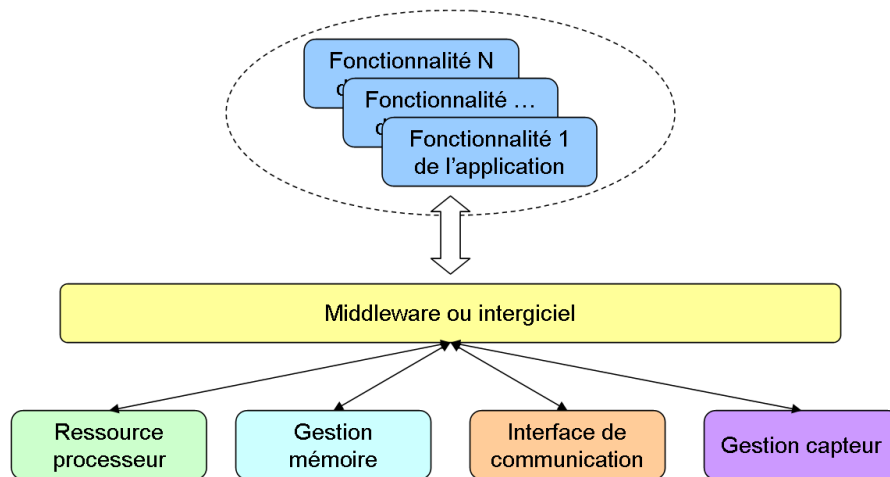 Fonctionnalité N
d
Fonctionnalité ...
d
Fonctionnalité 1
de l'application
Middleware ou intergiciel
Ressource
processeur
Gestion
mémoire
Interface de
communication
Gestion capteur